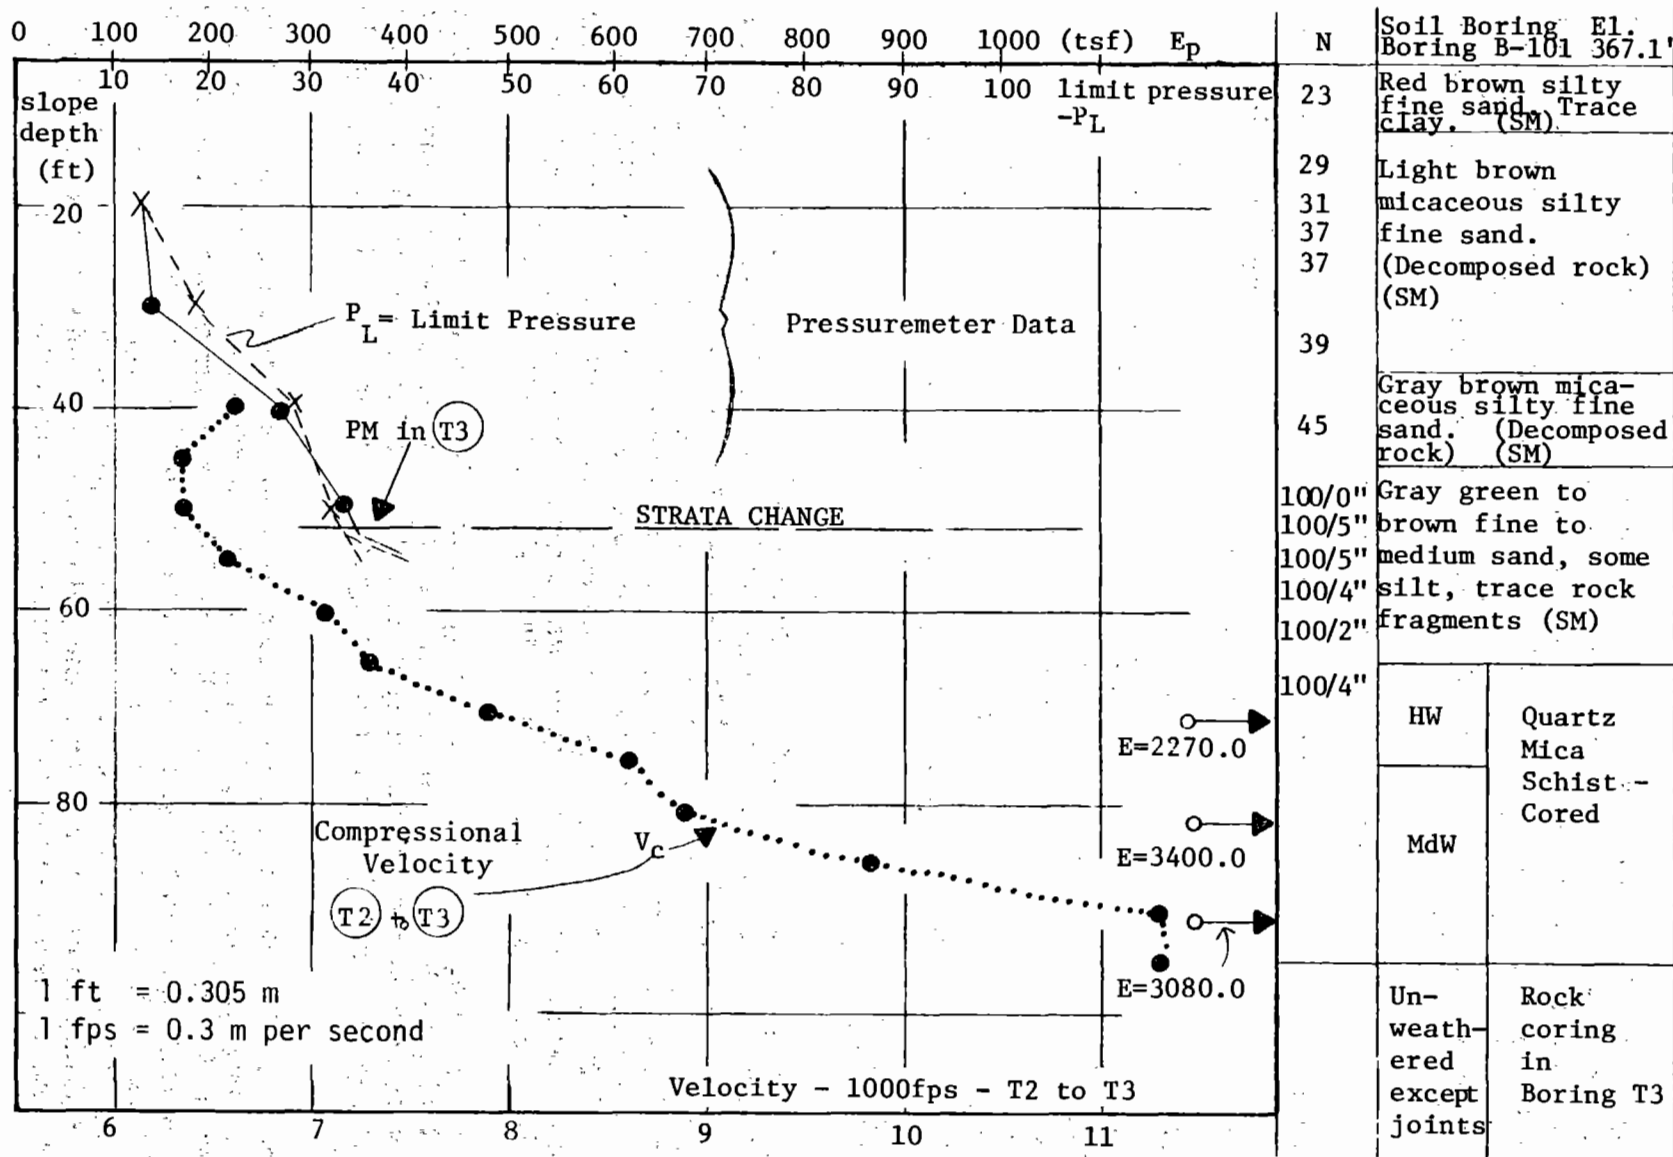 0 100 200 300 400 500 600 700 800 900 1000 (tsf) Ep
10 20 30 40 50 60 70 80 90 100 limit pressure
-PL
slope
depth
(ft)
20
40
60
80
PL = Limit Pressure
Pressuremeter Data
PM in T3
STRATA CHANGE
E=2270.0
E=3400.0
E=3080.0
Compressional
Velocity
Vc
T2 to T3
1 ft = 0.305 m
1 fps = 0.3 m per second
Velocity - 1000fps - T2 to T3
6 7 8 9 10 11
N
23
29
31
37
37
39
45
100/0"
100/5"
100/5"
100/4"
100/2"
100/4"
Soil Boring El.
Boring B-101 367.1'
Red brown silty
fine sand. Trace
clay. (SM)
Light brown
micaceous silty
fine sand.
(Decomposed rock)
(SM)
Gray brown mica-
ceous silty fine
sand. (Decomposed
rock) (SM)
Gray green to
brown fine to
medium sand, some
silt, trace rock
fragments (SM)
HW
MdW
Quartz
Mica
Schist -
Cored
Un-
weath-
ered
except
joints
Rock
coring
in
Boring T3